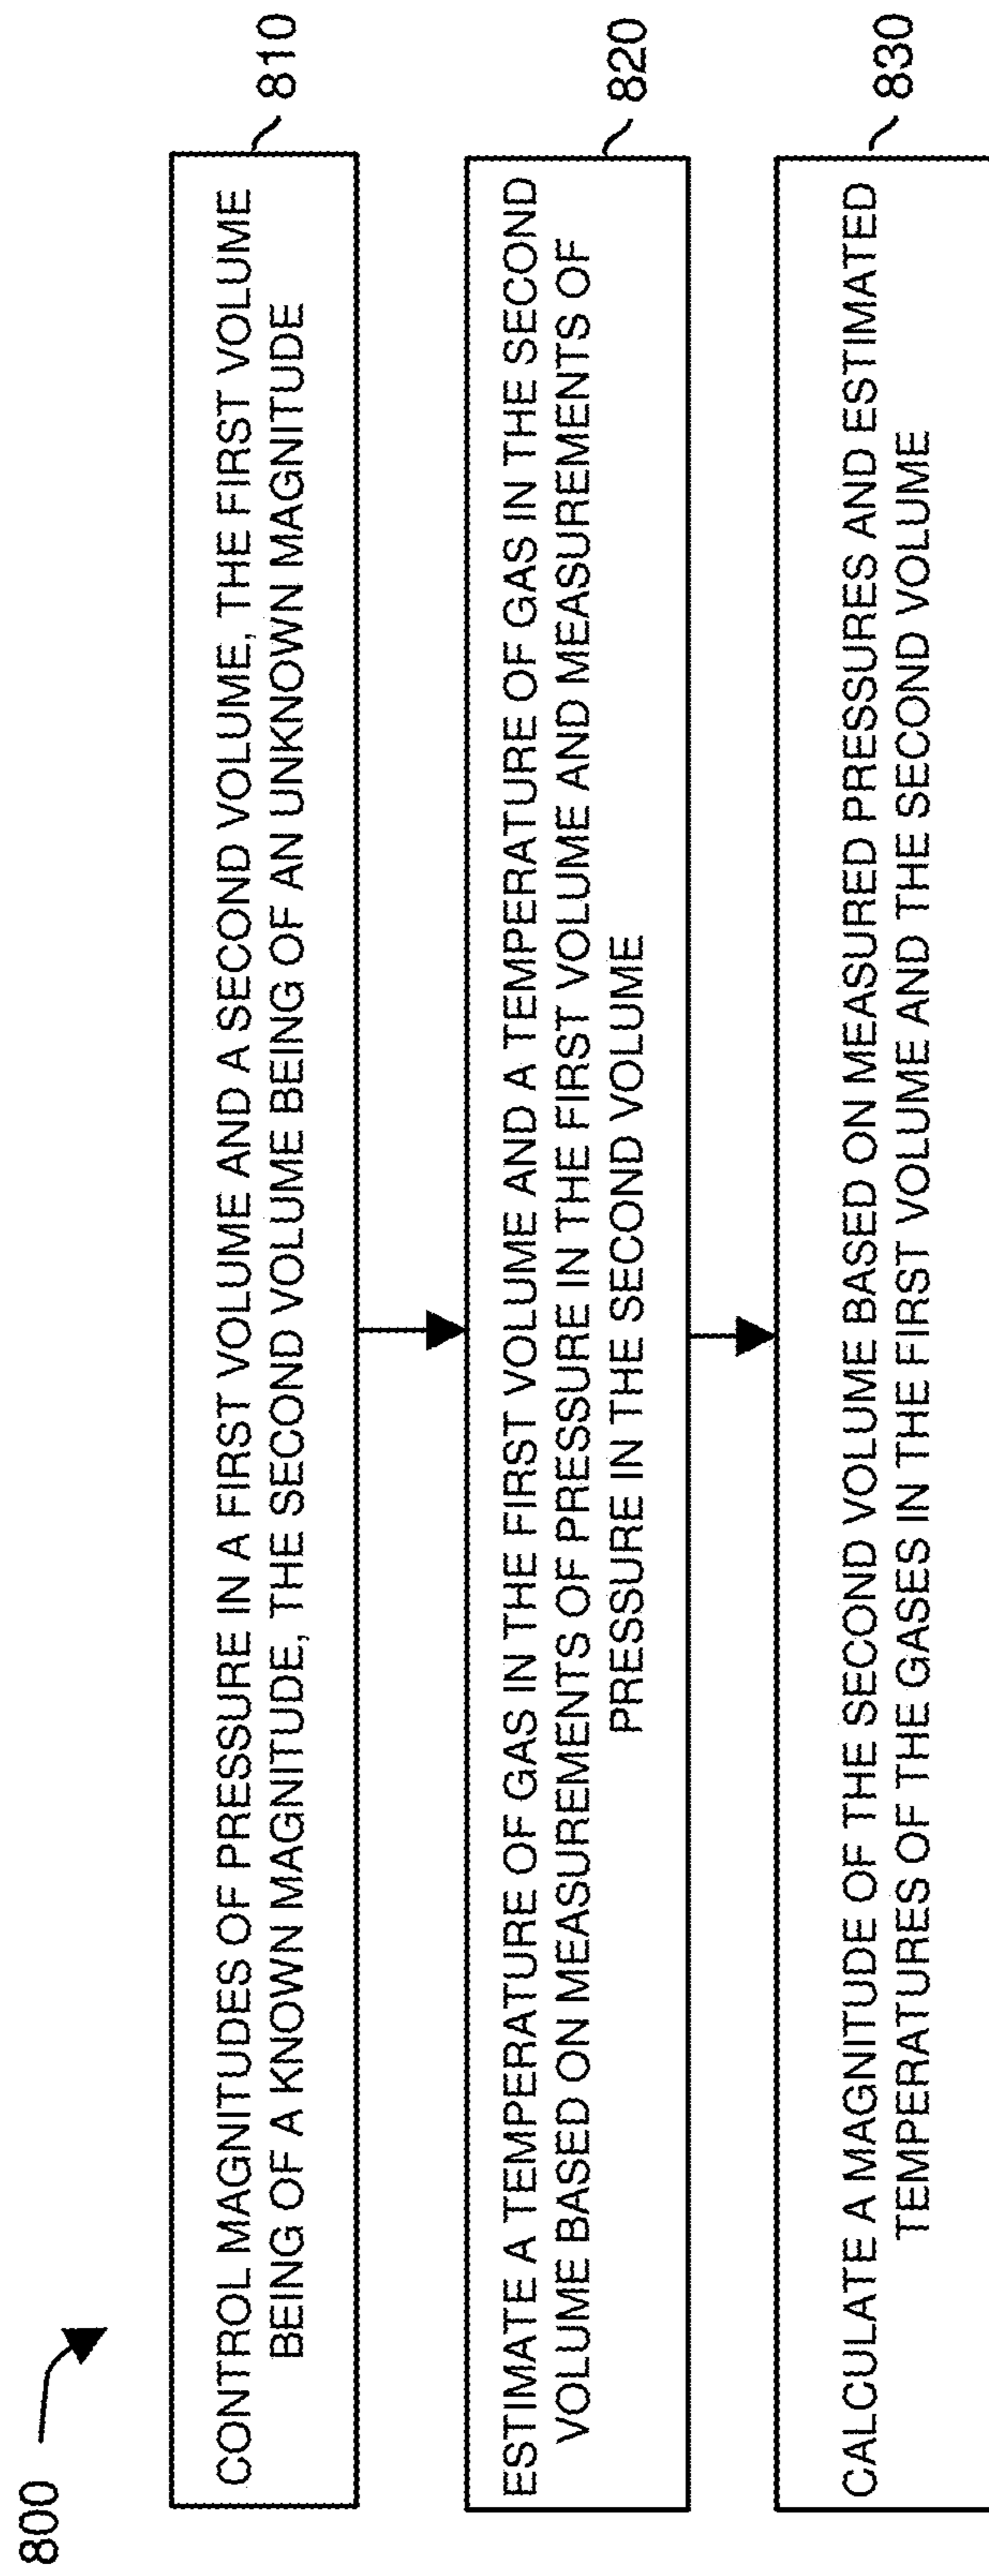 800
CONTROL MAGNITUDES OF PRESSURE IN A FIRST VOLUME AND A SECOND VOLUME, THE FIRST VOLUME
BEING OF A KNOWN MAGNITUDE, THE SECOND VOLUME BEING OF AN UNKNOWN MAGNITUDE
810
ESTIMATE A TEMPERATURE OF GAS IN THE FIRST VOLUME AND A TEMPERATURE OF GAS IN THE SECOND
VOLUME BASED ON MEASUREMENTS OF PRESSURE IN THE FIRST VOLUME AND MEASUREMENTS OF
PRESSURE IN THE SECOND VOLUME
820
CALCULATE A MAGNITUDE OF THE SECOND VOLUME BASED ON MEASURED PRESSURES AND ESTIMATED
TEMPERATURES OF THE GASES IN THE FIRST VOLUME AND THE SECOND VOLUME
830